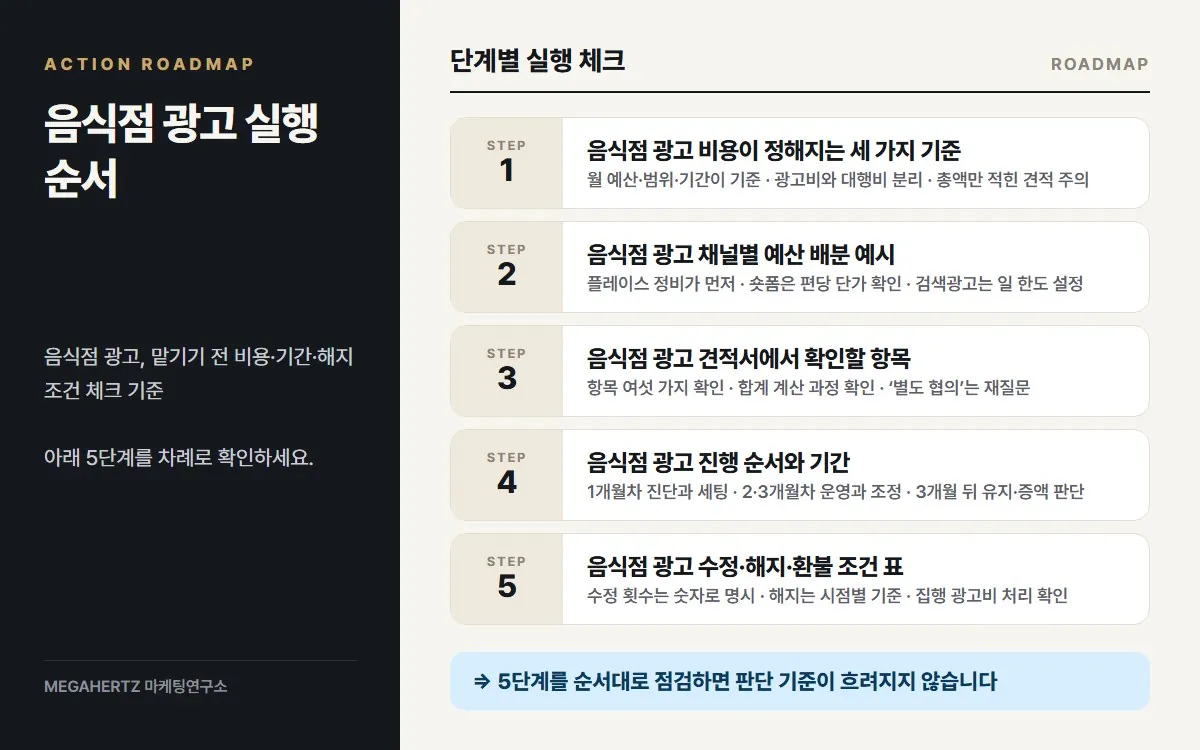 ACTION ROADMAP
음식점 광고 실행
순서
음식점 광고, 맡기기 전 비용·기간·해지
조건 체크 기준
아래 5단계를 차례로 확인하세요.
MEGAHERTZ 마케팅연구소
단계별 실행 체크
ROADMAP
STEP
1
음식점 광고 비용이 정해지는 세 가지 기준
월 예산·범위·기간이 기준 · 광고비와 대행비 분리 · 총액만 적힌 견적 주의
STEP
2
음식점 광고 채널별 예산 배분 예시
플레이스 정비가 먼저 · 숏폼은 편당 단가 확인 · 검색광고는 일 한도 설정
STEP
3
음식점 광고 견적서에서 확인할 항목
항목 여섯 가지 확인 · 합계 계산 과정 확인 · ‘별도 협의’는 재질문
STEP
4
음식점 광고 진행 순서와 기간
1개월차 진단과 세팅 · 2·3개월차 운영과 조정 · 3개월 뒤 유지·증액 판단
STEP
5
음식점 광고 수정·해지·환불 조건 표
수정 횟수는 숫자로 명시 · 해지는 시점별 기준 · 집행 광고비 처리 확인
→ 5단계를 순서대로 점검하면 판단 기준이 흐려지지 않습니다